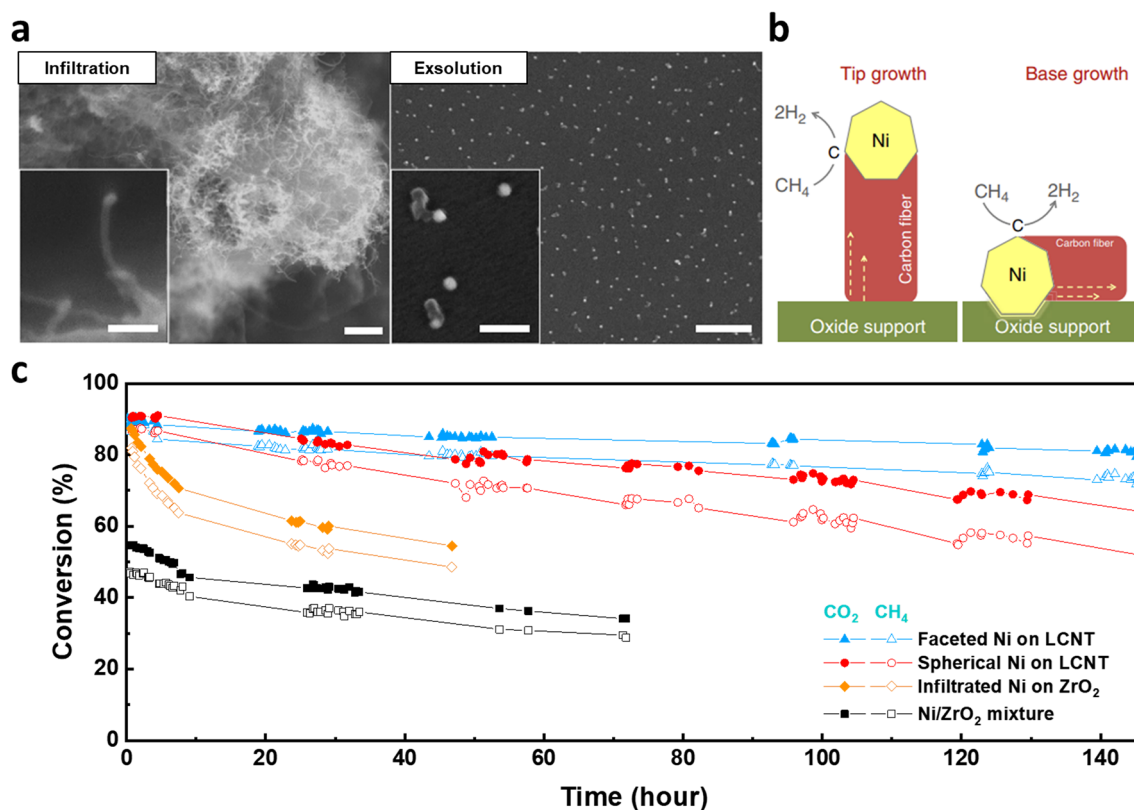 a
Infiltration
Exsolution
b
Tip growth
Base growth
2H₂
Ni
C
CH₄
Carbon fiber
Oxide support
CH₄
2H₂
C
Carbon fiber
Ni
Oxide support
c
Conversion (%)
100
80
60
40
20
0
0 20 40 60 80 100 120 140
Time (hour)
CO₂ CH₄
Faceted Ni on LCNT
Spherical Ni on LCNT
Infiltrated Ni on ZrO₂
Ni/ZrO₂ mixture